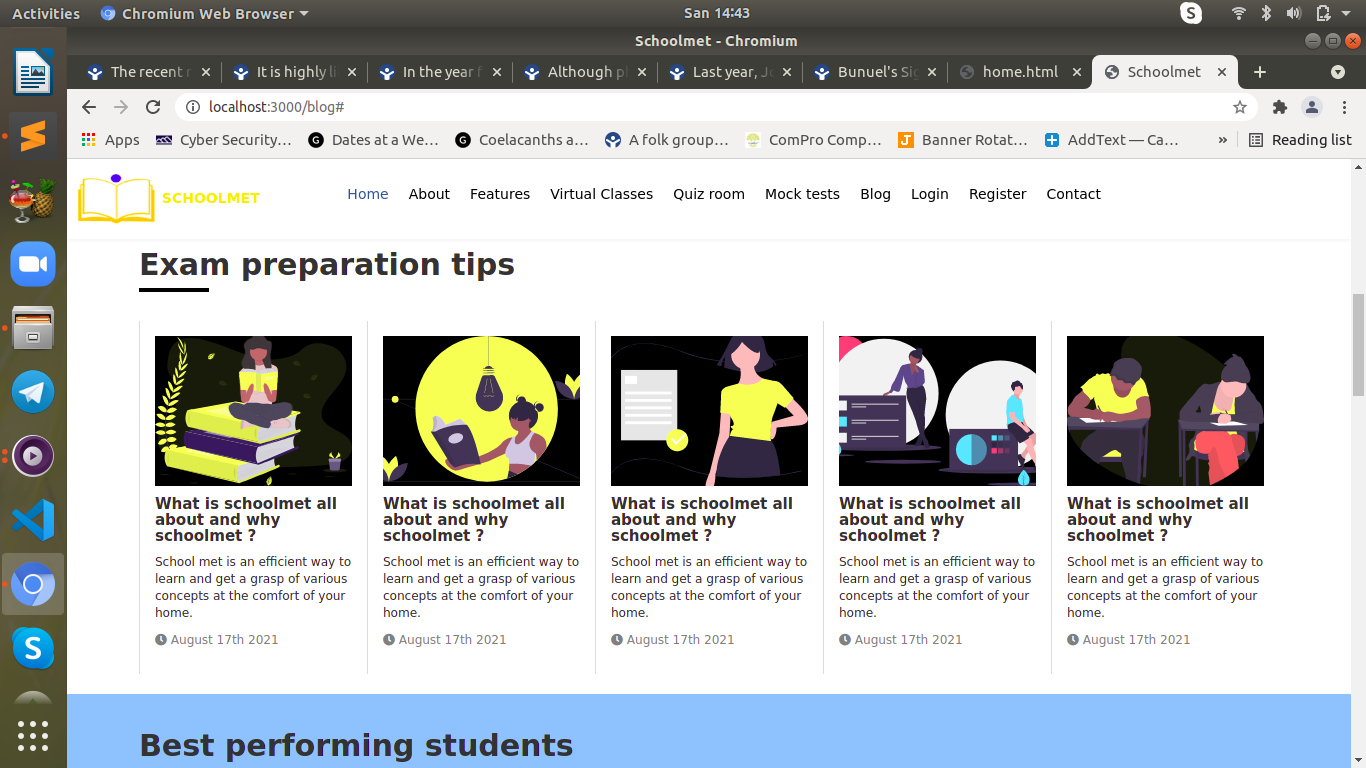 Activities
Chromium Web Browser
San 14:43
Schoolmet - Chromium
The recent
It is highly
In the year
Although
Last year,
Bunuel's
home.html
Schoolmet
localhost:3000/blog#
Apps
Cyber Security...
Dates at a We...
Coelacanths a...
A folk group...
ComPro Comp...
Banner Rotat...
AddText — Ca...
»
Reading list
SCHOOLMET
Home
About
Features
Virtual Classes
Quiz room
Mock tests
Blog
Login
Register
Contact
Exam preparation tips
What is schoolmet all
about and why
schoolmet ?
School met is an efficient way to
learn and get a grasp of various
concepts at the comfort of your
home.
August 17th 2021
What is schoolmet all
about and why
schoolmet ?
School met is an efficient way to
learn and get a grasp of various
concepts at the comfort of your
home.
August 17th 2021
What is schoolmet all
about and why
schoolmet ?
School met is an efficient way to
learn and get a grasp of various
concepts at the comfort of your
home.
August 17th 2021
What is schoolmet all
about and why
schoolmet ?
School met is an efficient way to
learn and get a grasp of various
concepts at the comfort of your
home.
August 17th 2021
What is schoolmet all
about and why
schoolmet ?
School met is an efficient way to
learn and get a grasp of various
concepts at the comfort of your
home.
August 17th 2021
Best performing students